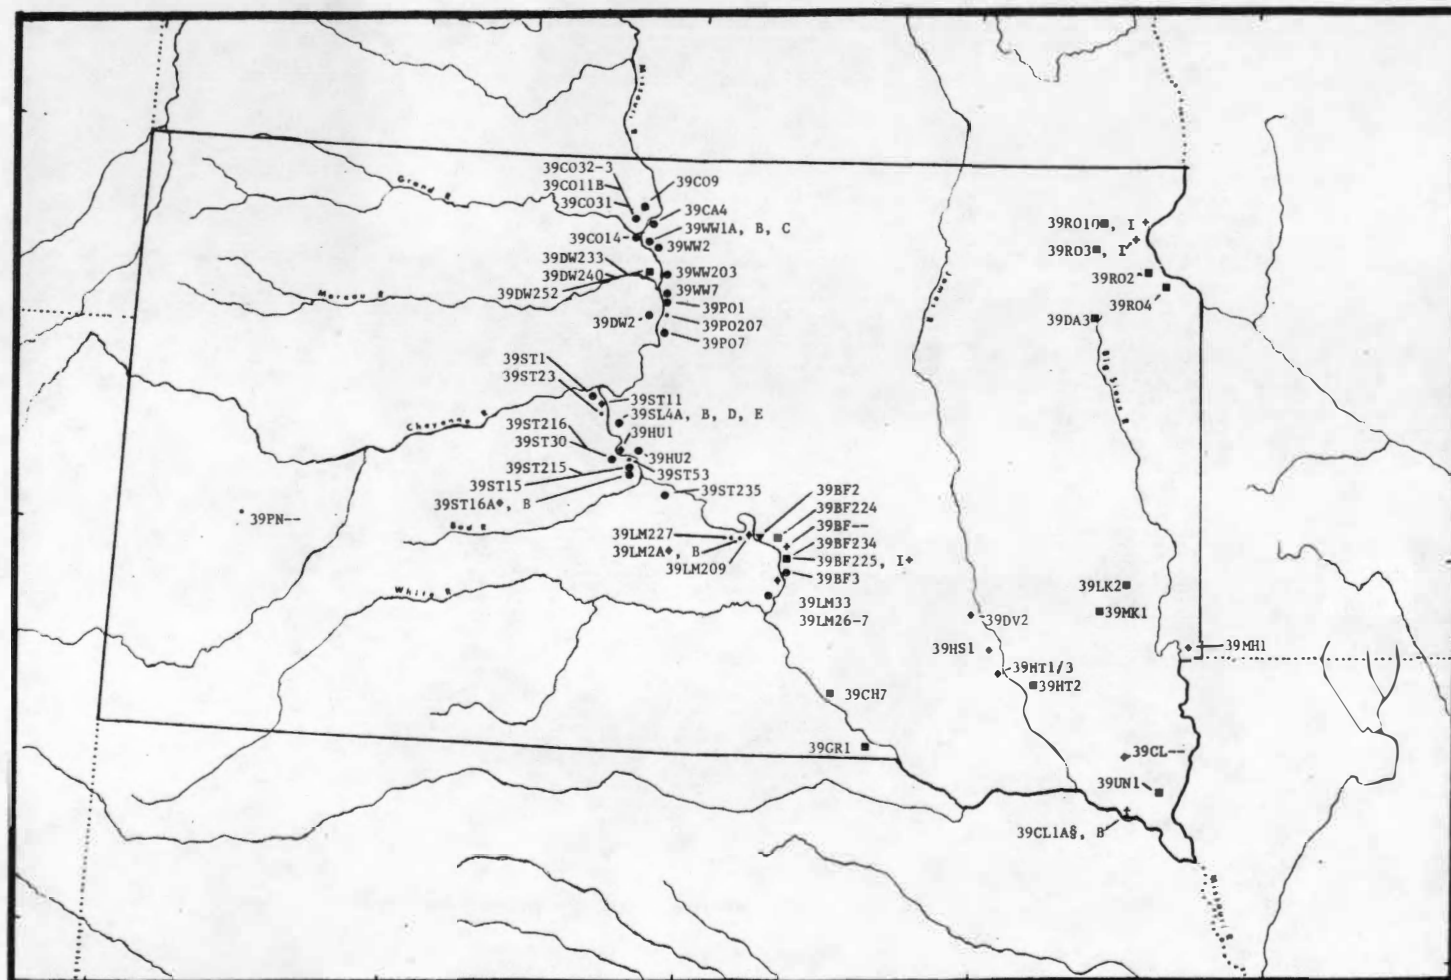 39CO32-3
39CO11B
39CO31
39CO9
39CA4
39WW1A, B, C
39CO14
39WW2
39DW233
39DW240
39DW252
39WW203
39WW7
39PO1
39DW2
39PO207
39PO7
Grand R
Moreau R
39RO10, I
39RO3, I
39RO2
39RO4
39DA3
Big Sioux R
39ST1
39ST23
39ST11
39SL4A, B, D, E
Cheyenne R
39ST216
39HU1
39ST30
39HU2
39ST215
39ST53
39ST15
39ST16A♦, B
39ST235
39PN--
Bad R
39BF2
39BF224
39BF--
39BF234
39BF225, I
39BF3
39LM227
39LM2A♦, B
39LM209
39LM33
39LM26-7
White R
39LK2
39MK1
39DV2
39HS1
39MH1
39HT1/3
39HT2
39CH7
39GR1
39CL--
39UN1
39CL1A§, B